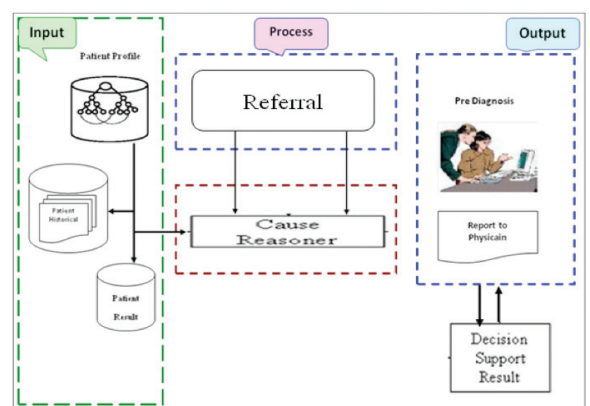 Input
Process
Output
Patient Profile
Referral
Pre Diagnosis
Patient
Historical
Cause
Reasoner
Report to
Physicain
Patient
Result
Decision
Support
Result